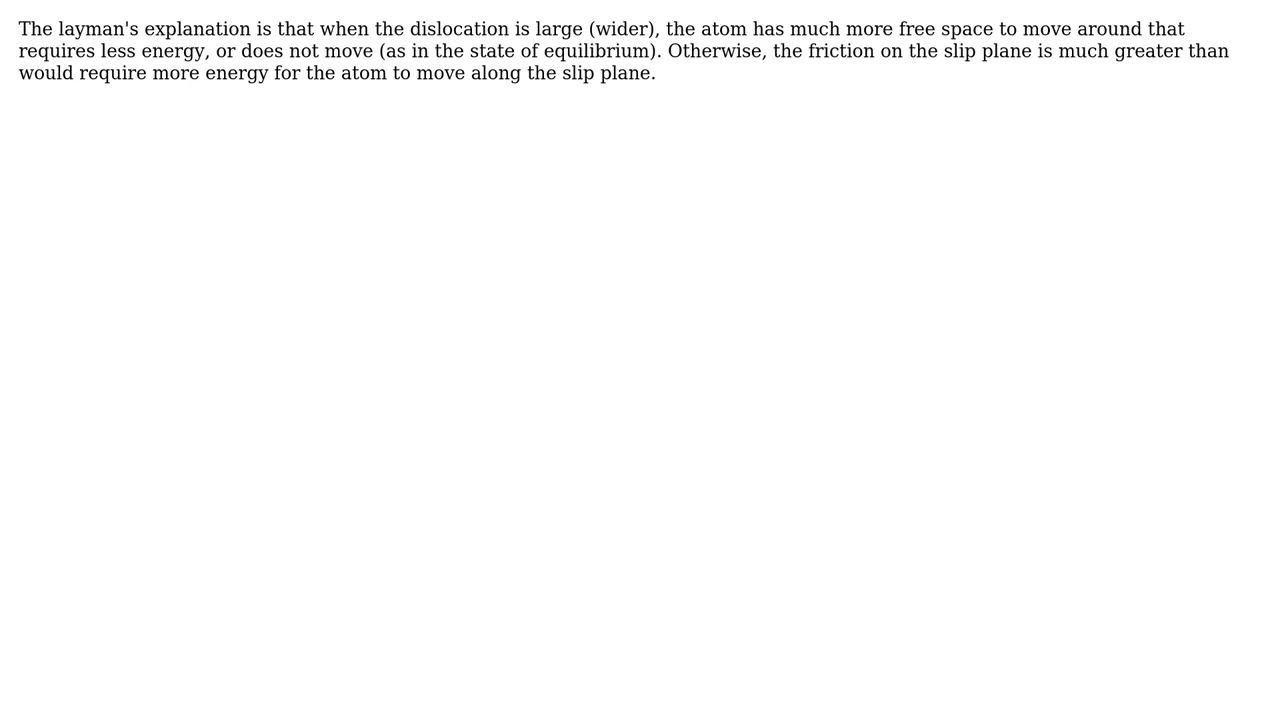 The layman's explanation is that when the dislocation is large (wider), the atom has much more free space to move around that
requires less energy, or does not move (as in the state of equilibrium). Otherwise, the friction on the slip plane is much greater than
would require more energy for the atom to move along the slip plane.